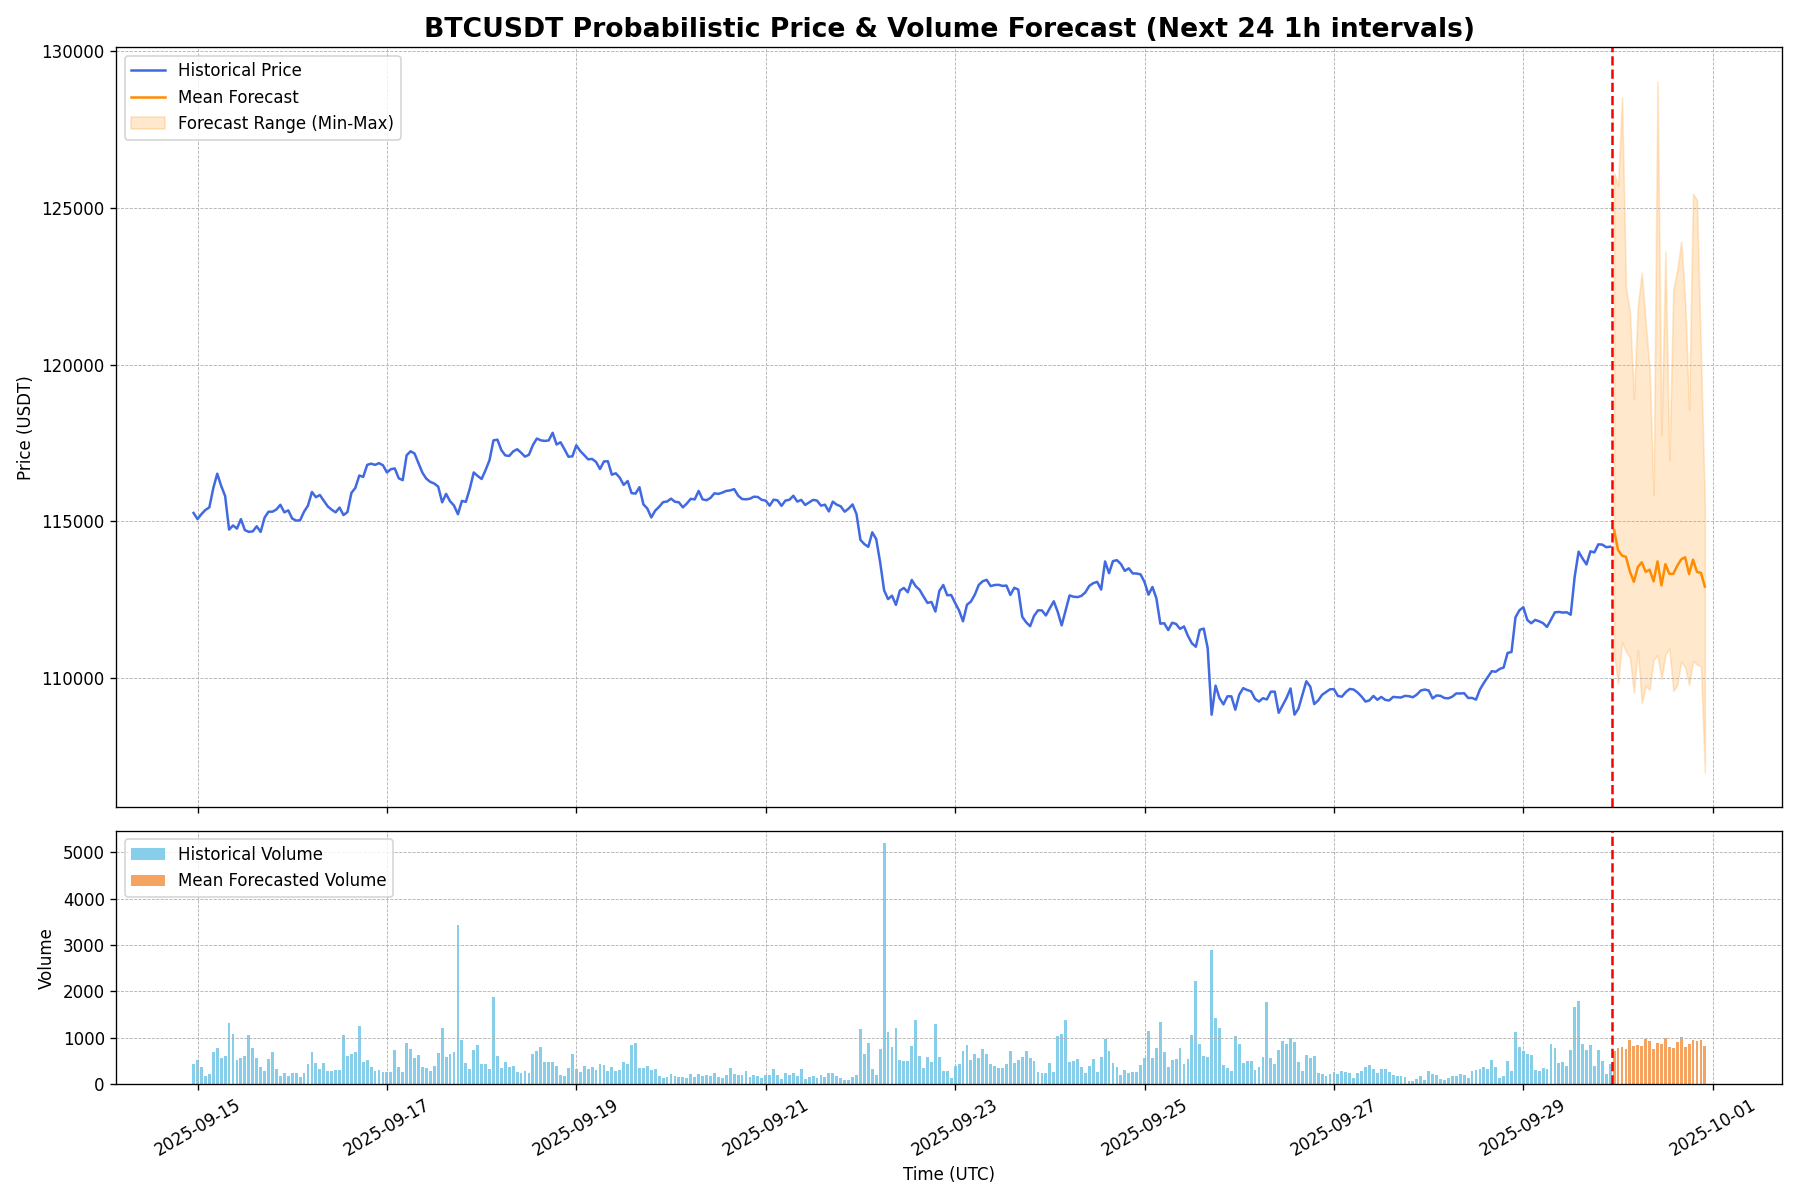 BTCUSDT Probabilistic Price & Volume Forecast (Next 24 1h intervals)
130000
125000
120000
115000
110000
Price (USDT)
Historical Price
Mean Forecast
Forecast Range (Min-Max)
5000
4000
3000
2000
1000
0
Volume
Historical Volume
Mean Forecasted Volume
2025-09-15
2025-09-17
2025-09-19
2025-09-21
2025-09-23
2025-09-25
2025-09-27
2025-09-29
2025-10-01
Time (UTC)